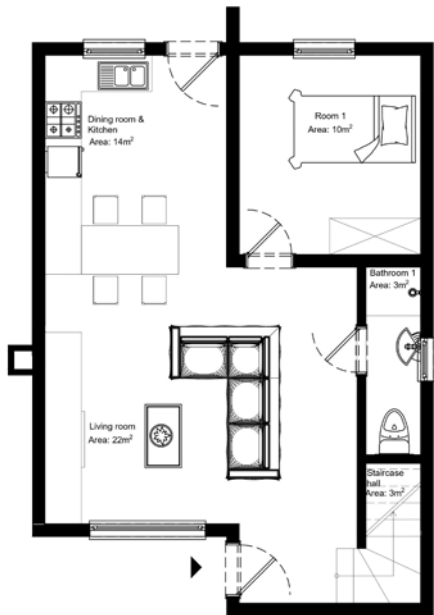 Dining room &
Kitchen
Area: 14m²
Room 1
Area: 10m²
Bathroom 1
Area: 3m²
Living room
Area: 22m²
Staircase
hall
Area: 3m²